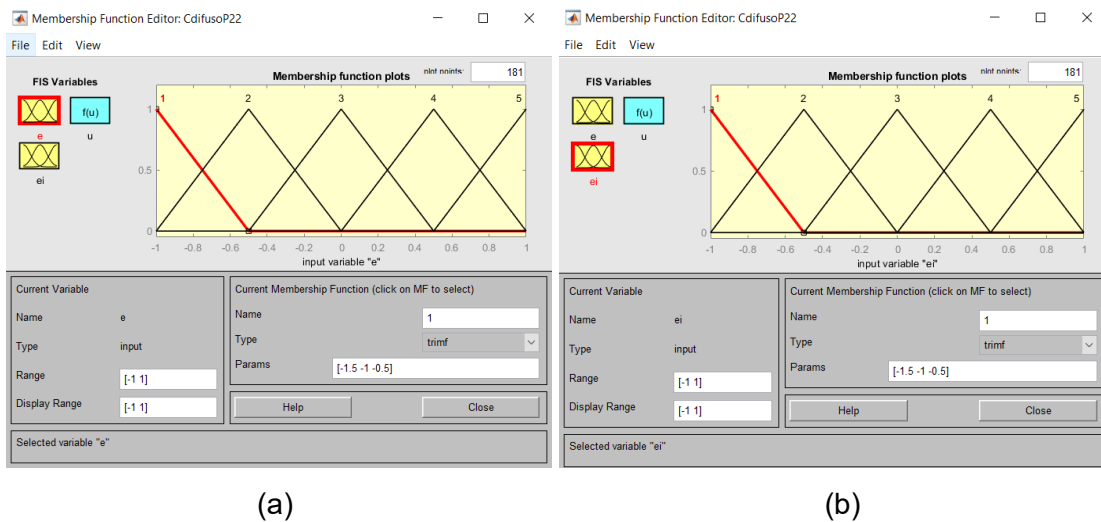 Membership Function Editor: CdifusoP22
File Edit View
FIS Variables
Membership function plots
plot points:
181
e
f(u)
u
ei
1 2 3 4 5
1
0.5
0
-1 -0.8 -0.6 -0.4 -0.2 0 0.2 0.4 0.6 0.8 1
input variable "e"
Current Variable
Name e
Type input
Range [-1 1]
Display Range [-1 1]
Current Membership Function (click on MF to select)
Name 1
Type trimf
Params [-1.5 -1 -0.5]
Help Close
Selected variable "e"
(a)
Membership Function Editor: CdifusoP22
File Edit View
FIS Variables
Membership function plots
plot points:
181
e
f(u)
u
ei
1 2 3 4 5
1
0.5
0
-1 -0.8 -0.6 -0.4 -0.2 0 0.2 0.4 0.6 0.8 1
input variable "ei"
Current Variable
Name ei
Type input
Range [-1 1]
Display Range [-1 1]
Current Membership Function (click on MF to select)
Name 1
Type trimf
Params [-1.5 -1 -0.5]
Help Close
Selected variable "ei"
(b)